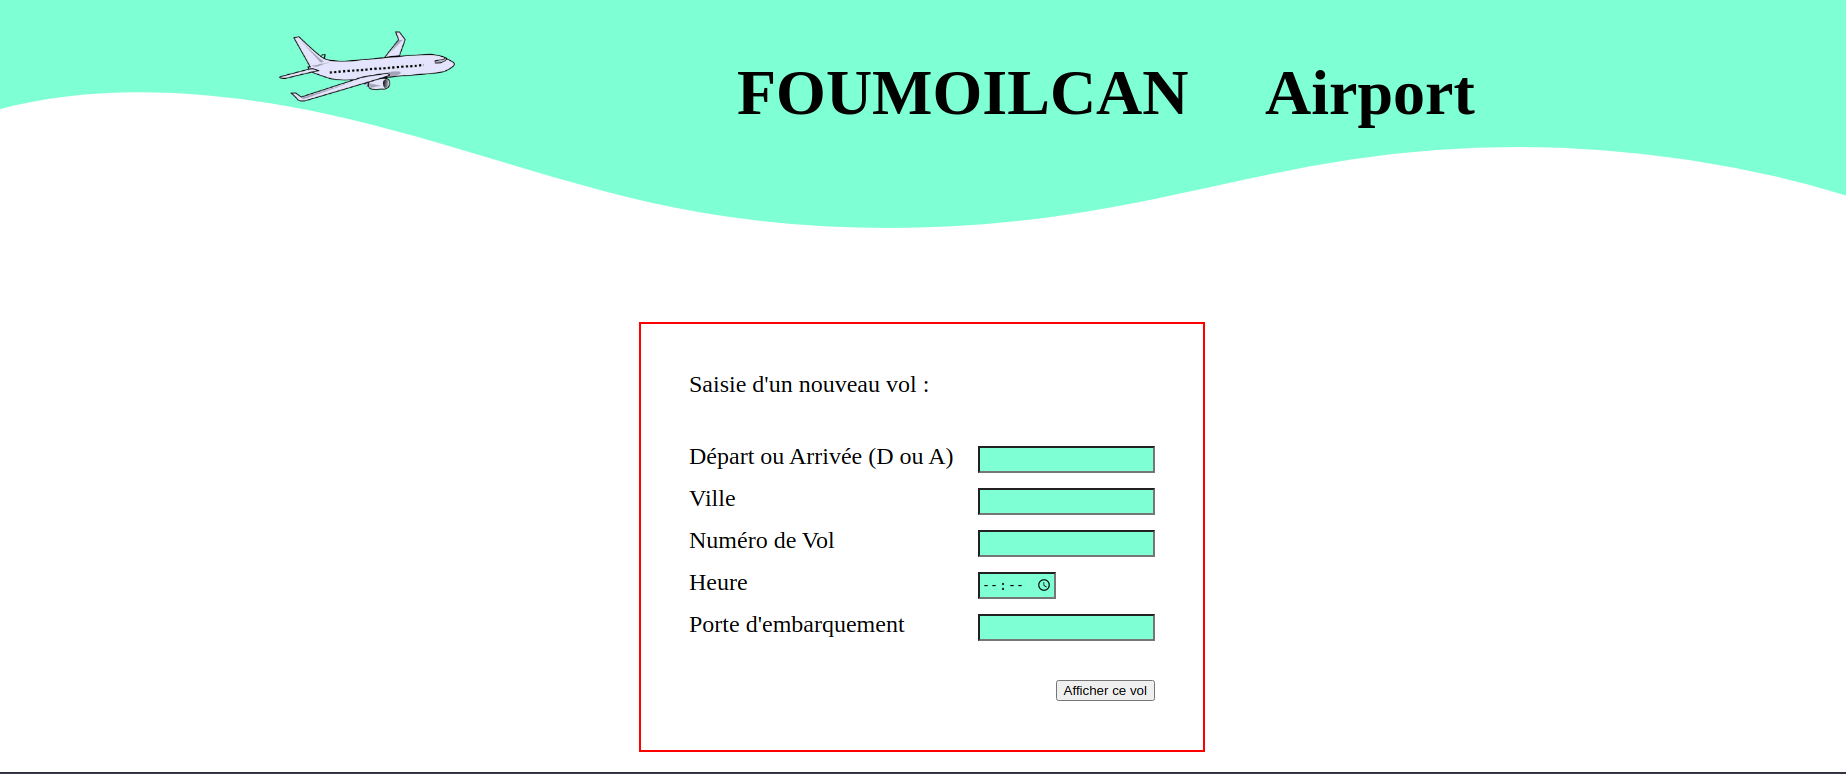 FOUMOILCAN Airport
Saisie d'un nouveau vol :
Départ ou Arrivée (D ou A)
Ville
Numéro de Vol
Heure --:--
Porte d'embarquement
Afficher ce vol